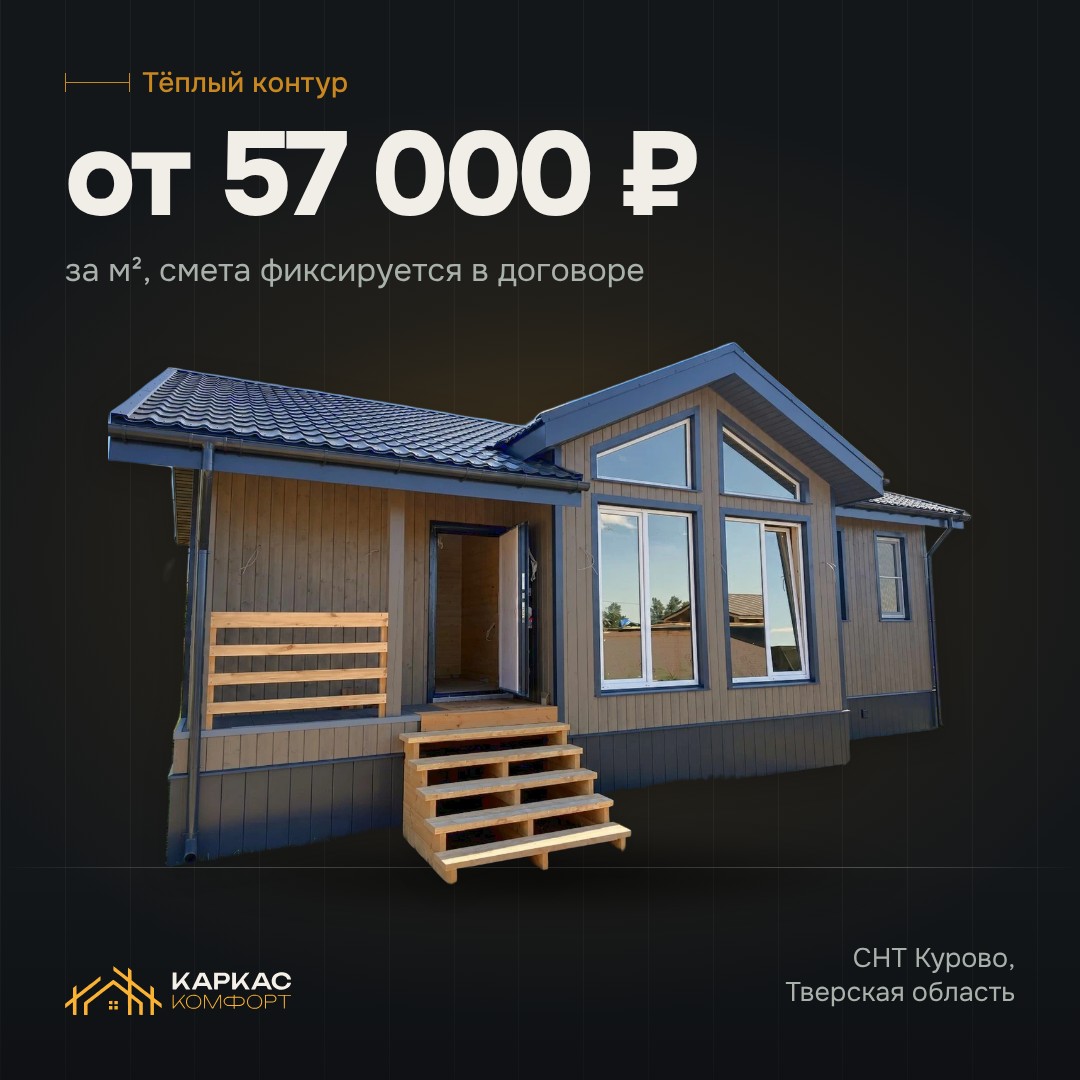 Тёплый контур
от 57 000 ₽
за м², смета фиксируется в договоре
КАРКАС
КОМФОРТ
СНТ Курово,
Тверская область